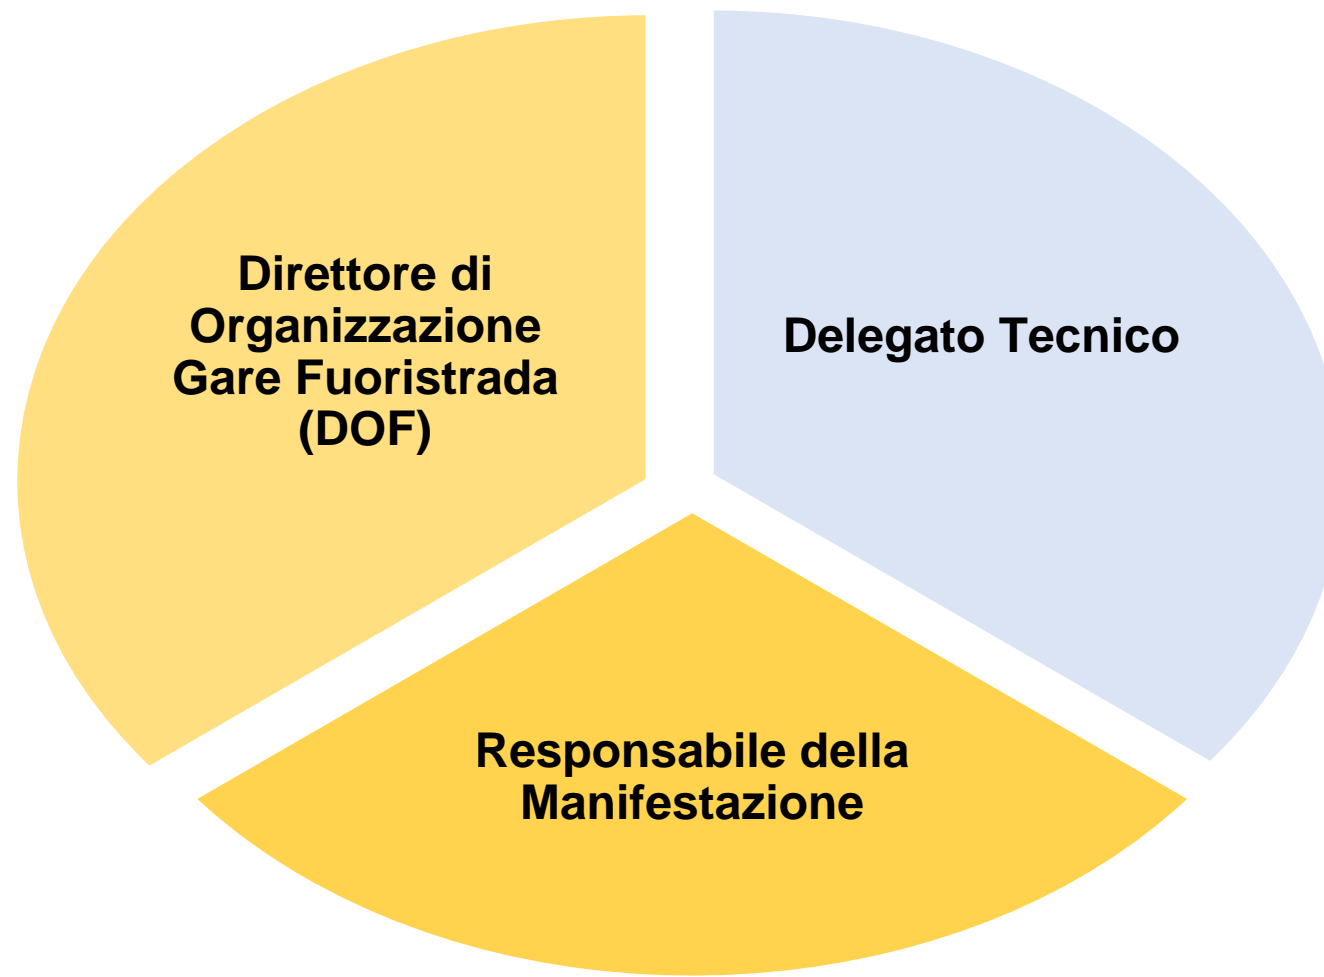 Direttore di
Organizzazione
Gare Fuoristrada
(DOF)
Delegato Tecnico
Responsabile della
Manifestazione